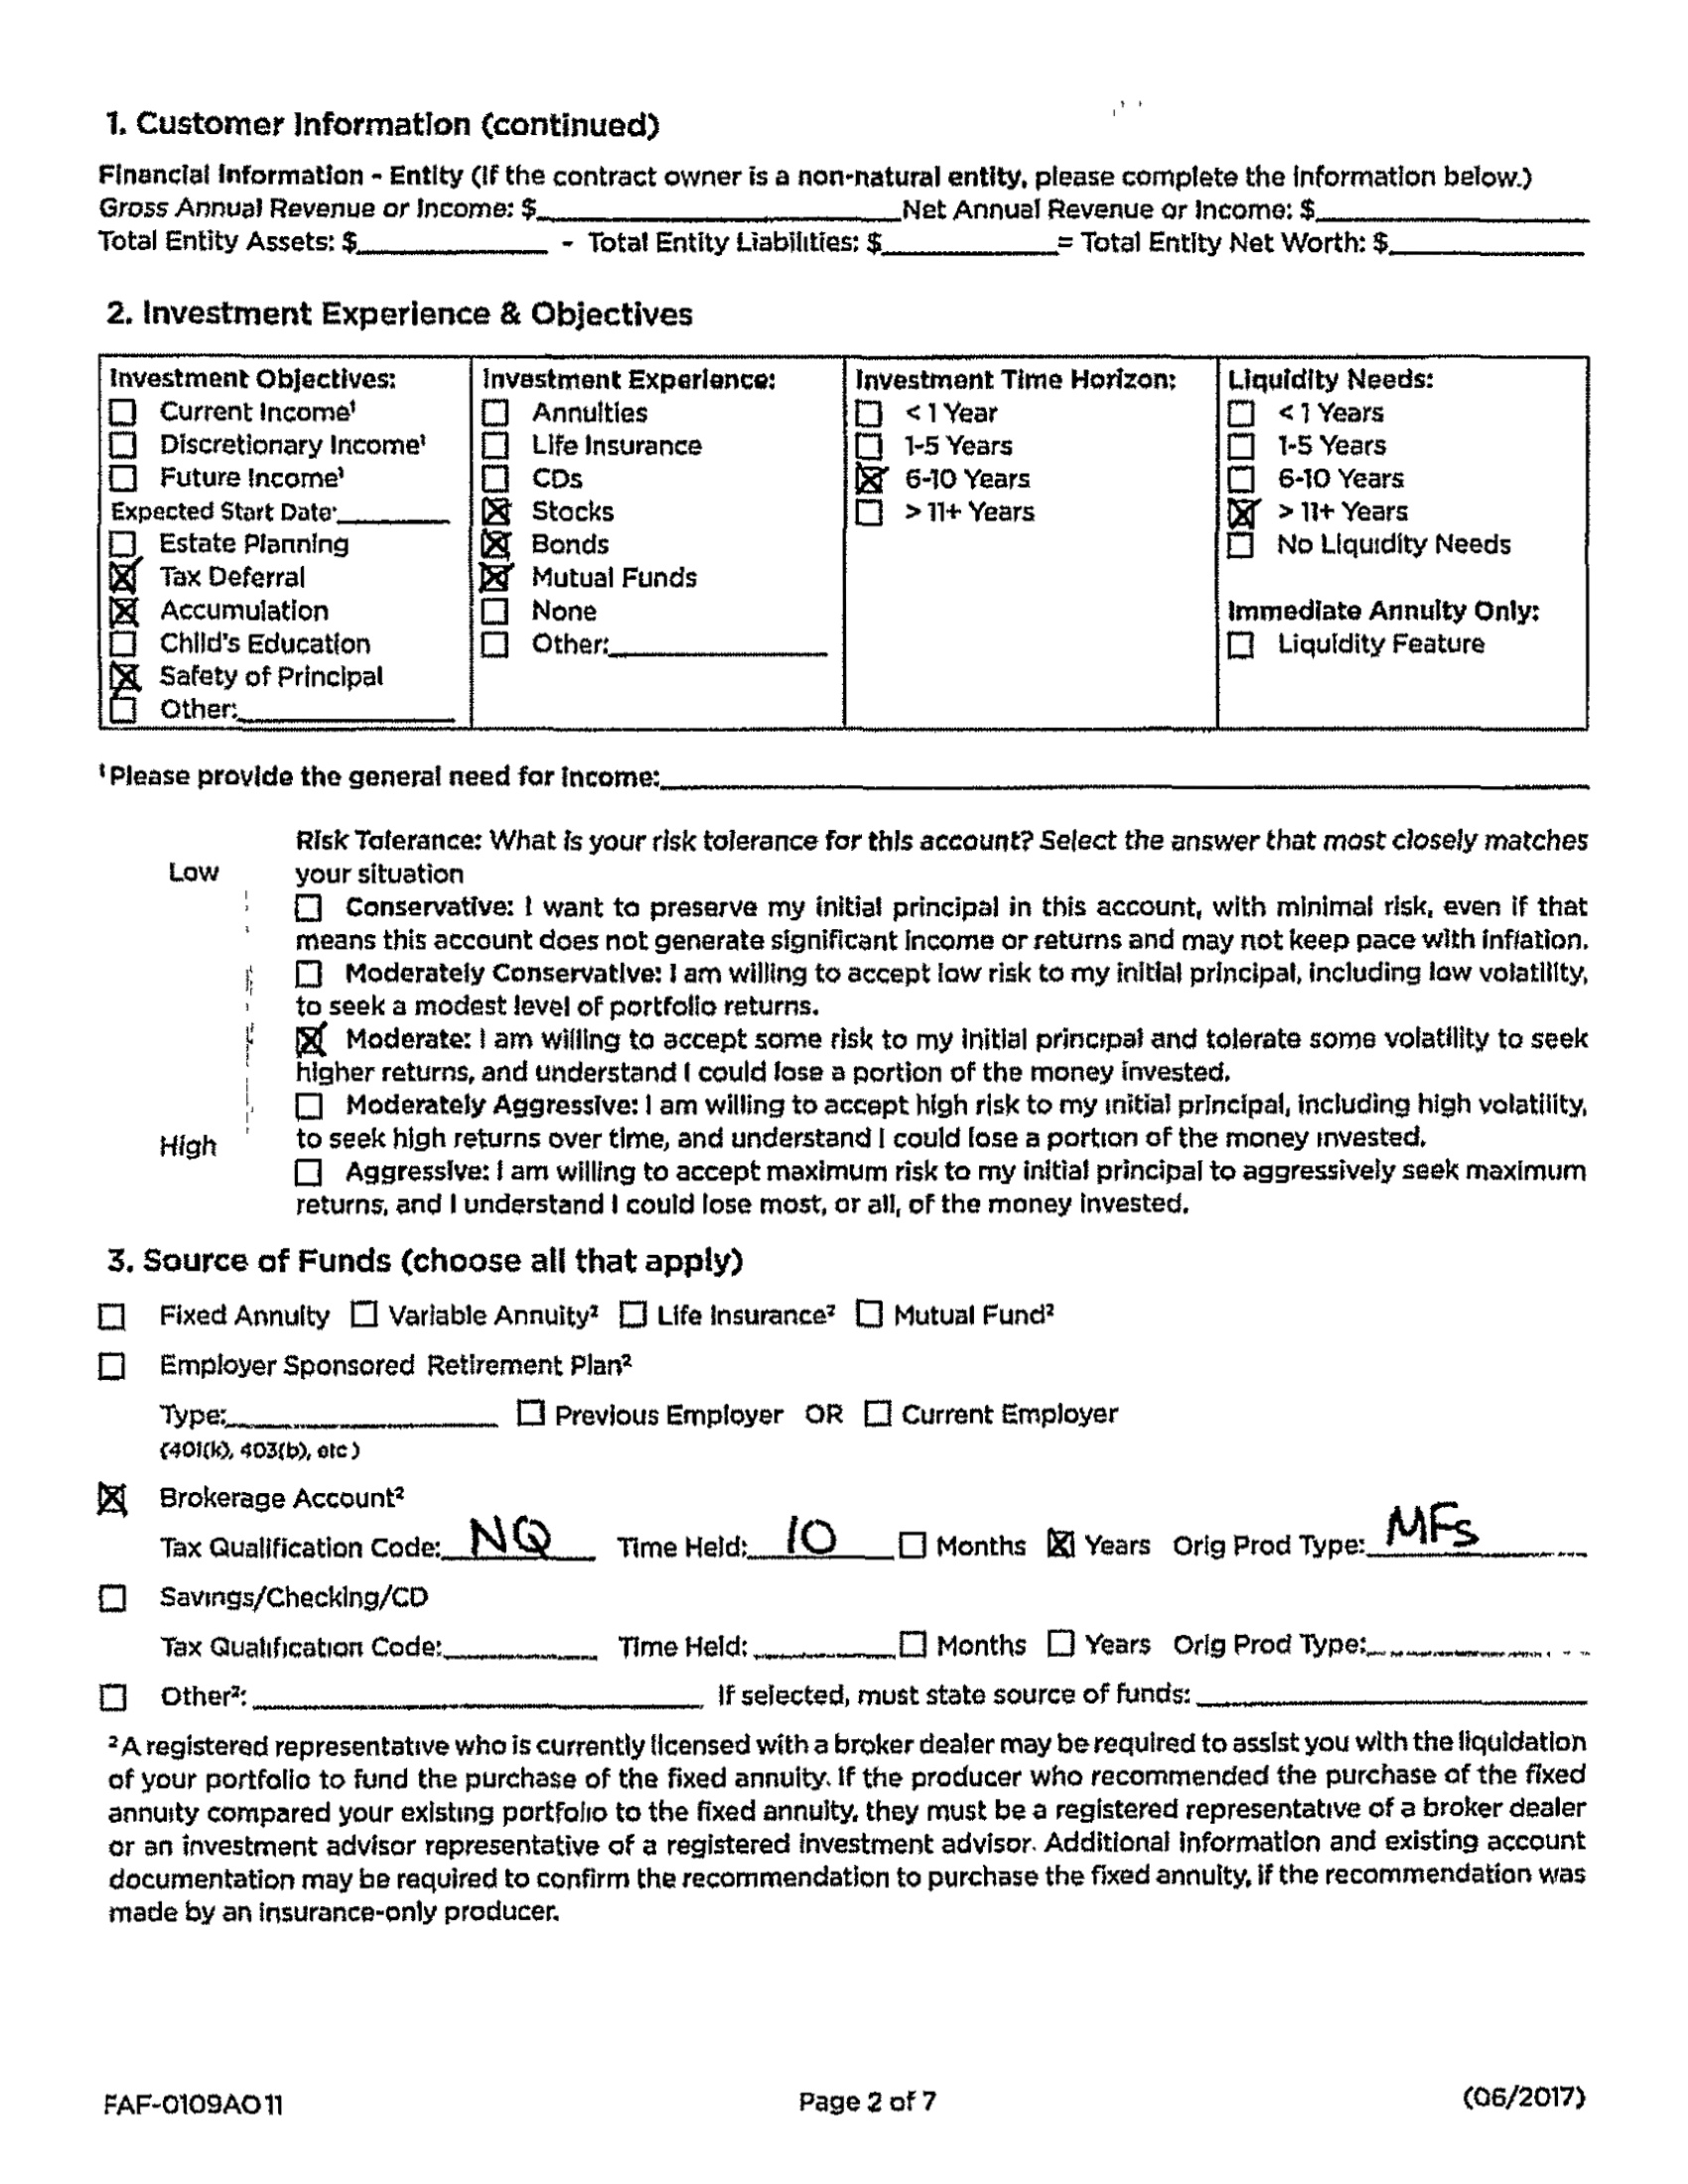 1. Customer Information (continued)
Financial Information - Entity (If the contract owner is a non-natural entity, please complete the information below.)
Gross Annual Revenue or Income: $____________ Net Annual Revenue or Income: $____________
Total Entity Assets: $____________ - Total Entity Liabilities: $____________ = Total Entity Net Worth: $____________
2. Investment Experience & Objectives
Investment Objectives:
☐ Current Income¹
☐ Discretionary Income¹
☐ Future Income¹
Expected Start Date:________
☐ Estate Planning
☒ Tax Deferral
☒ Accumulation
☐ Child's Education
☒ Safety of Principal
☐ Other:____________
Investment Experience:
☐ Annuities
☐ Life Insurance
☐ CDs
☒ Stocks
☒ Bonds
☒ Mutual Funds
☐ None
☐ Other:____________
Investment Time Horizon:
☐ < 1 Year
☐ 1-5 Years
☒ 6-10 Years
☐ > 11+ Years
Liquidity Needs:
☐ < 1 Years
☐ 1-5 Years
☐ 6-10 Years
☒ > 11+ Years
☐ No Liquidity Needs
Immediate Annuity Only:
☐ Liquidity Feature
¹ Please provide the general need for income:____________
Low
High
Risk Tolerance: What is your risk tolerance for this account? Select the answer that most closely matches
your situation
☐ Conservative: I want to preserve my initial principal in this account, with minimal risk, even if that
means this account does not generate significant income or returns and may not keep pace with inflation.
☐ Moderately Conservative: I am willing to accept low risk to my initial principal, including low volatility,
to seek a modest level of portfolio returns.
☒ Moderate: I am willing to accept some risk to my initial principal and tolerate some volatility to seek
higher returns, and understand I could lose a portion of the money invested.
☐ Moderately Aggressive: I am willing to accept high risk to my initial principal, including high volatility,
to seek high returns over time, and understand I could lose a portion of the money invested.
☐ Aggressive: I am willing to accept maximum risk to my initial principal to aggressively seek maximum
returns, and I understand I could lose most, or all, of the money invested.
3. Source of Funds (choose all that apply)
☐ Fixed Annuity ☐ Variable Annuity² ☐ Life Insurance² ☐ Mutual Fund²
☐ Employer Sponsored Retirement Plan²
Type:____________ ☐ Previous Employer OR ☐ Current Employer
(401(k), 403(b), etc)
☒ Brokerage Account²
Tax Qualification Code: NQ Time Held: 10 ☐ Months ☒ Years Orig Prod Type: MFs
☐ Savings/Checking/CD
Tax Qualification Code:____________ Time Held:____________ ☐ Months ☐ Years Orig Prod Type:____________
☐ Other²:____________ If selected, must state source of funds:____________
² A registered representative who is currently licensed with a broker dealer may be required to assist you with the liquidation
of your portfolio to fund the purchase of the fixed annuity. If the producer who recommended the purchase of the fixed
annuity compared your existing portfolio to the fixed annuity, they must be a registered representative of a broker dealer
or an investment advisor representative of a registered investment advisor. Additional information and existing account
documentation may be required to confirm the recommendation to purchase the fixed annuity, if the recommendation was
made by an insurance-only producer.
FAF-0109AO 11 Page 2 of 7 (06/2017)